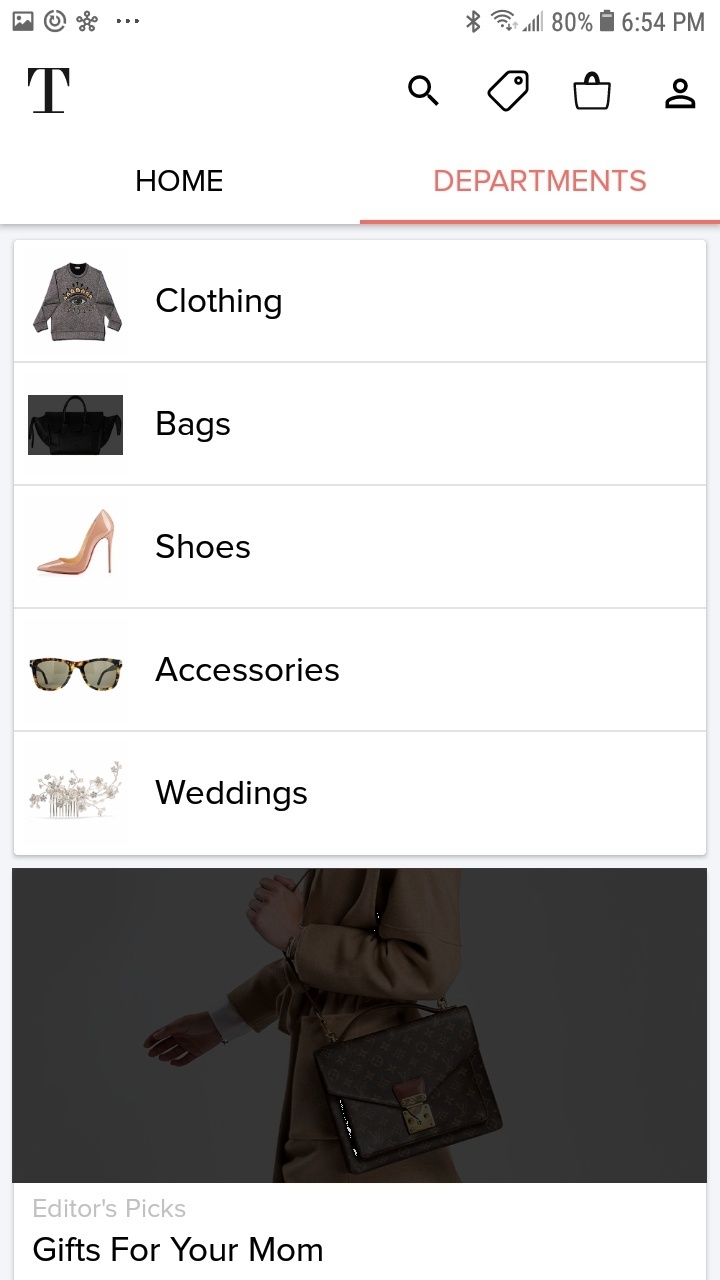 80% 6:54 PM
T
HOME DEPARTMENTS
Clothing
Bags
Shoes
Accessories
Weddings
Editor's Picks
Gifts For Your Mom